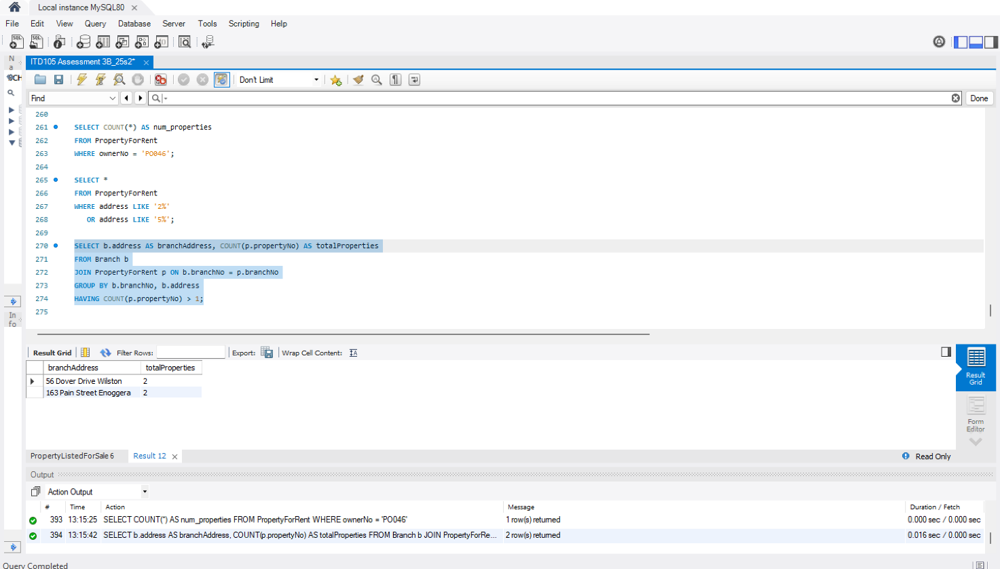 Local instance MySQL80
File Edit View Query Database Server Tools Scripting Help
N
a
ITD105 Assessment 3B_25s2*
CH
Don't Limit
Find
Done
260
261 SELECT COUNT(*) AS num_properties
262 FROM PropertyForRent
263 WHERE ownerNo = 'PO046';
264
265 SELECT *
266 FROM PropertyForRent
267 WHERE address LIKE '2%'
268 OR address LIKE '5%';
269
270 SELECT b.address AS branchAddress, COUNT(p.propertyNo) AS totalProperties
271 FROM Branch b
272 JOIN PropertyForRent p ON b.branchNo = p.branchNo
273 GROUP BY b.branchNo, b.address
274 HAVING COUNT(p.propertyNo) > 1;
275
In
fo
Result Grid Filter Rows: Export: Wrap Cell Content:
branchAddress totalProperties
56 Dover Drive Wilston 2
163 Pain Street Enoggera 2
Result
Grid
Form
Editor
PropertyListedForSale 6 Result 12 Read Only
Output
Action Output
# Time Action Message Duration / Fetch
393 13:15:25 SELECT COUNT(*) AS num_properties FROM PropertyForRent WHERE ownerNo = 'PO046' 1 row(s) returned 0.000 sec / 0.000 sec
394 13:15:42 SELECT b.address AS branchAddress, COUNT(p.propertyNo) AS totalProperties FROM Branch b JOIN PropertyForRe... 2 row(s) returned 0.016 sec / 0.000 sec
Query Completed